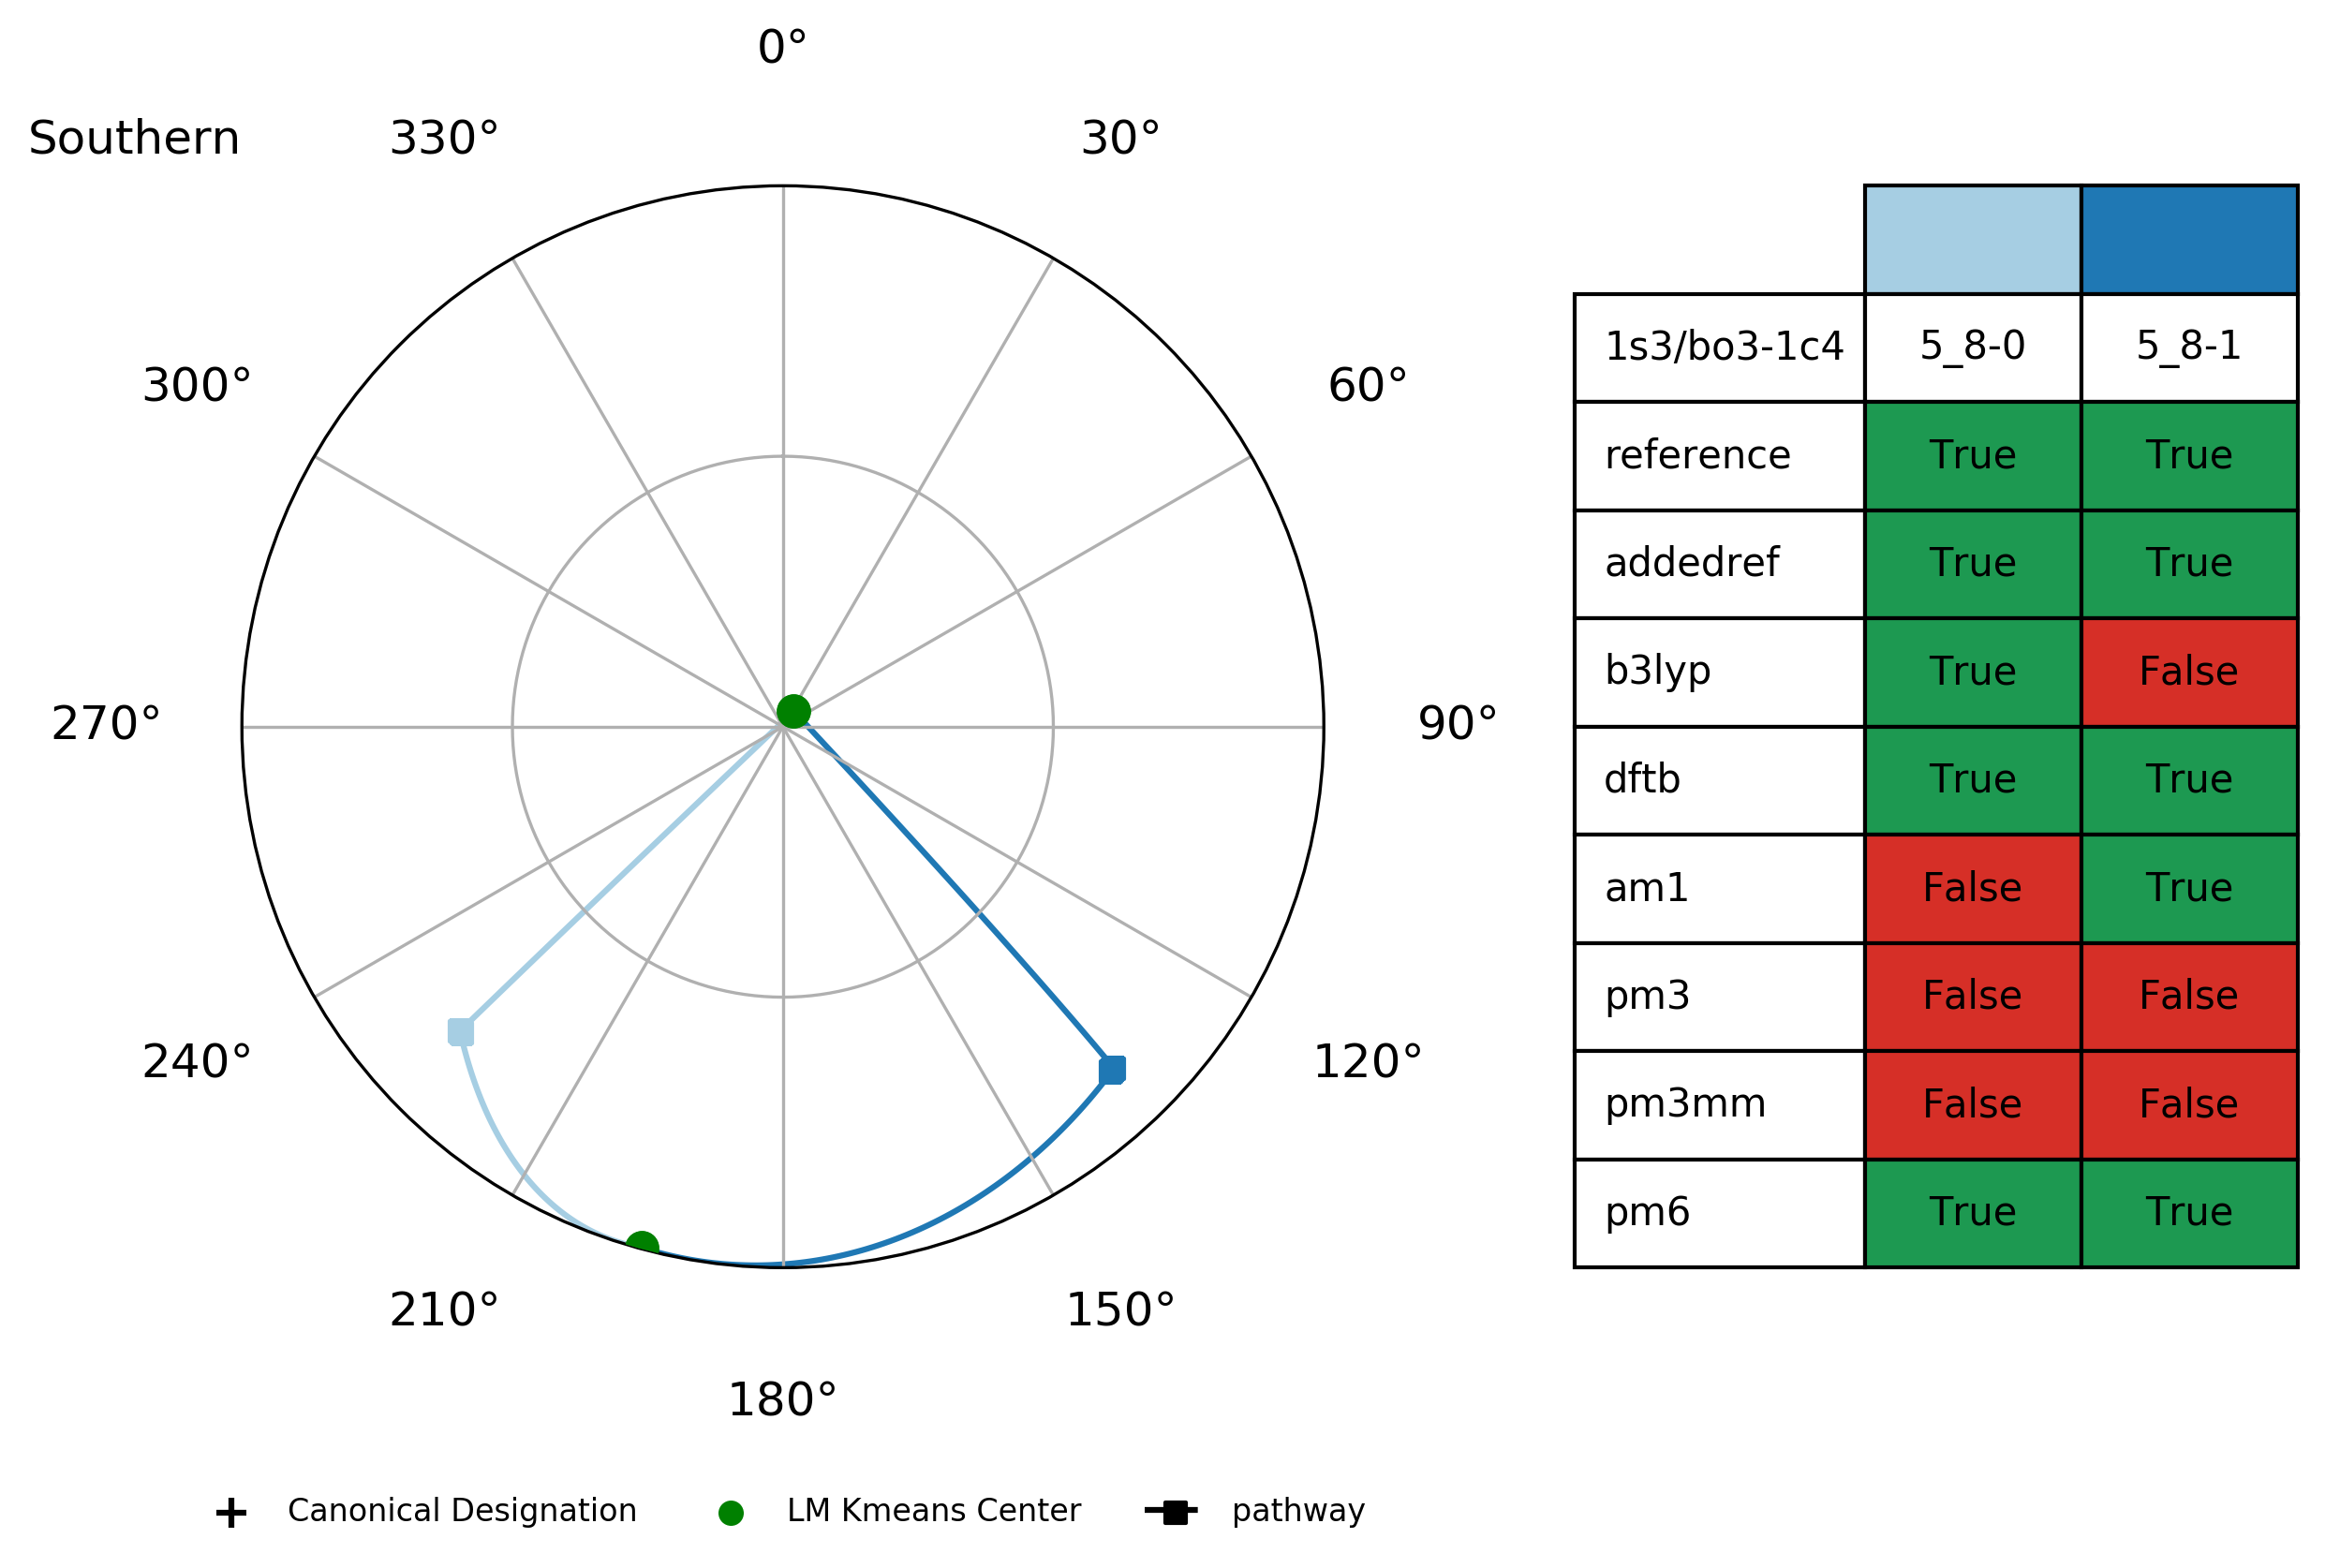 0°
Southern
330°
30°
300°
60°
270°
90°
240°
120°
210°
150°
180°
1s3/bo3-1c4 5_8-0 5_8-1
reference True True
addedref True True
b3lyp True False
dftb True True
am1 False True
pm3 False False
pm3mm False False
pm6 True True
Canonical Designation LM Kmeans Center pathway